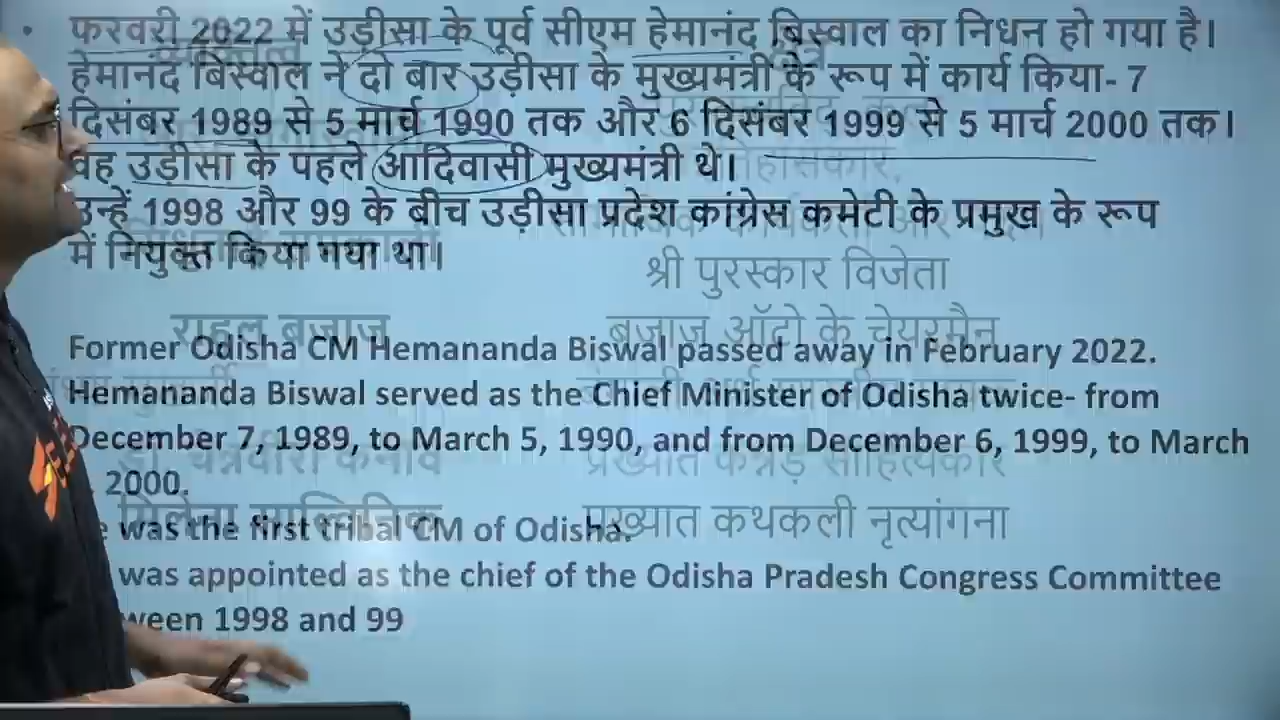 फरवरी 2022 में उड़ीसा के पूर्व सीएम हेमानंद बिस्वाल का निधन हो गया है।
हेमानंद बिस्वाल ने दो बार उड़ीसा के मुख्यमंत्री के रूप में कार्य किया- 7
दिसंबर 1989 से 5 मार्च 1990 तक और 6 दिसंबर 1999 से 5 मार्च 2000 तक।
वह उड़ीसा के पहले आदिवासी मुख्यमंत्री थे।
उन्हें 1998 और 99 के बीच उड़ीसा प्रदेश कांग्रेस कमेटी के प्रमुख के रूप
में नियुक्त किया गया था।
श्री पुरस्कार विजेता
राहुल बजाज बजाज ऑटो के चेयरमैन
Former Odisha CM Hemananda Biswal passed away in February 2022.
Hemananda Biswal served as the Chief Minister of Odisha twice- from
December 7, 1989, to March 5, 1990, and from December 6, 1999, to March
2000.
प्रख्यात कन्नड़ साहित्यकार
प्रख्यात कथकली नृत्यांगना
was the first tribal CM of Odisha.
was appointed as the chief of the Odisha Pradesh Congress Committee
1998 and 99